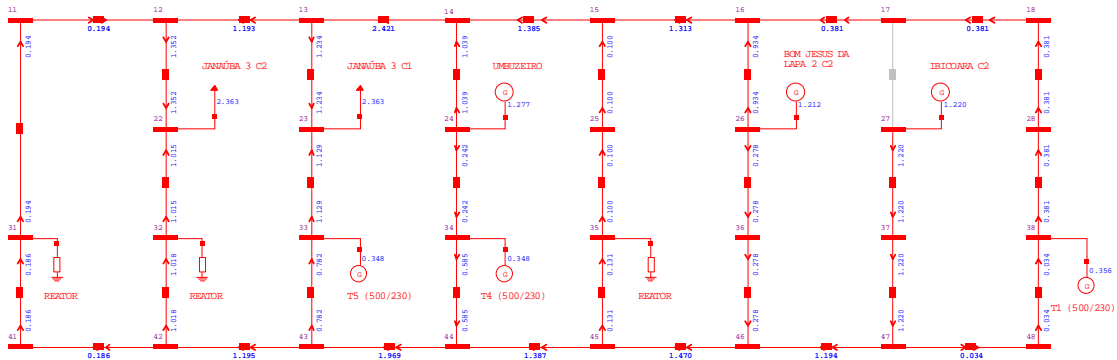 11 12 13 14 15 16 17 18
0.194 1.193 2.421 1.385 1.313 0.381 0.381
0.194 1.352 1.234 1.039 0.100 0.934 0.381
JANAÚBA 3 C2 JANAÚBA 3 C1 UMBUZEIRO BOM JESUS DA
LAPA 2 C2 IBICOARA C2
G G G
1.352 2.363 1.234 2.363 1.039 1.277 0.100 0.934 1.212 1.220 0.381
22 23 24 25 26 27 28
1.015 1.129 0.242 0.100 0.278 1.220 0.381
0.194 1.015 1.129 0.242 0.100 0.278 1.220 0.381
31 32 33 34 35 36 37 38
0.186 1.018 0.782 0.348 0.585 0.348 0.131 0.278 1.220 0.034 0.356
G G G
REATOR REATOR T5 (500/230) T4 (500/230) REATOR T1 (500/230)
0.186 1.018 0.782 0.585 0.131 0.278 1.220 0.034
41 42 43 44 45 46 47 48
0.186 1.195 1.969 1.387 1.470 1.194 0.034